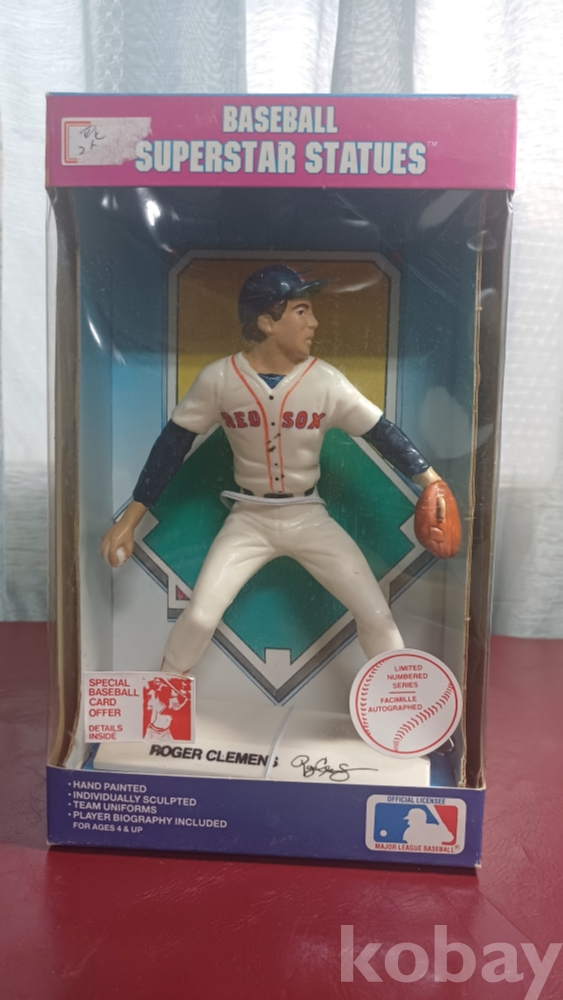 BASEBALL
SUPERSTAR STATUES™
RED SOX
SPECIAL
BASEBALL
CARD
OFFER
DETAILS
INSIDE
LIMITED
NUMBERED
SERIES
FACIMILLE
AUTOGRAPHED
ROGER CLEMENS
• HAND PAINTED
• INDIVIDUALLY SCULPTED
• TEAM UNIFORMS
• PLAYER BIOGRAPHY INCLUDED
FOR AGES 4 & UP
OFFICIAL LICENSEE
MAJOR LEAGUE BASEBALL®
kobay